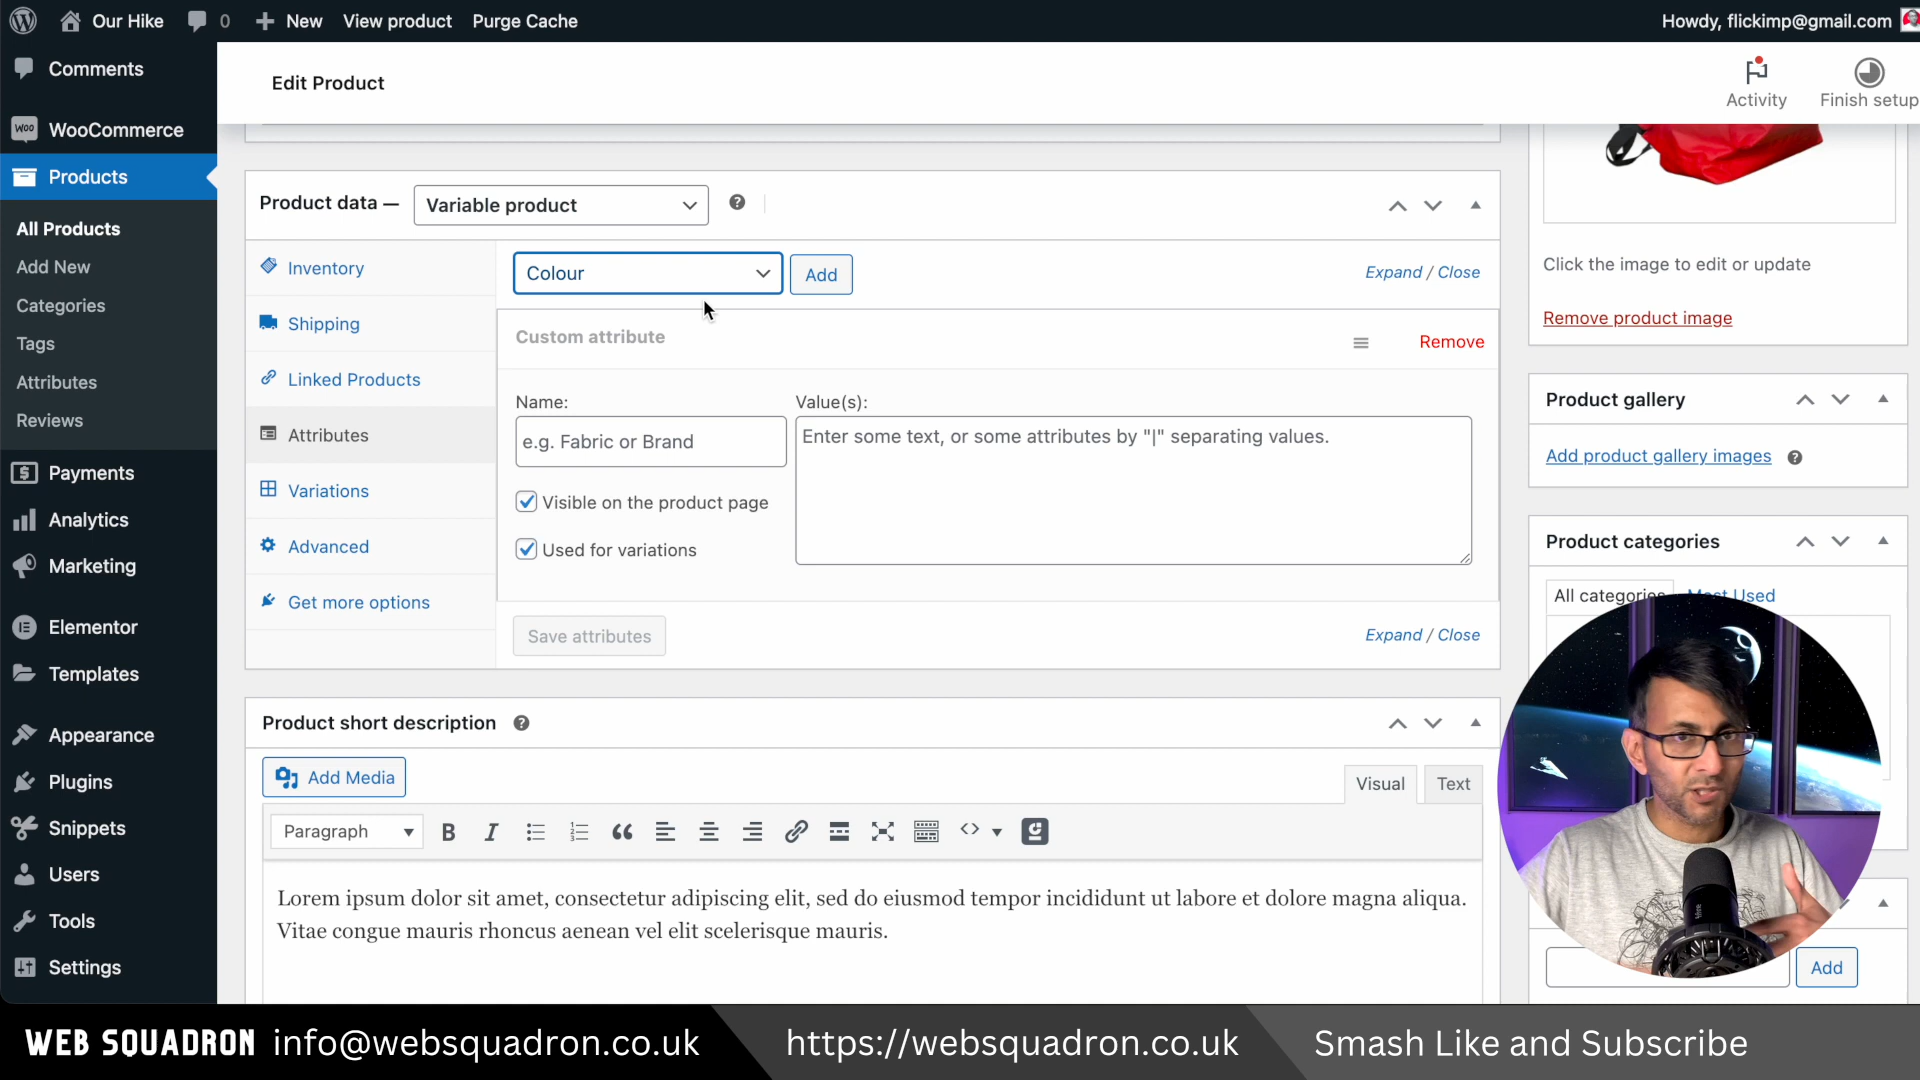 Our Hike
0
New
View product
Purge Cache
Howdy, flickimp@gmail.com
Comments
WooCommerce
Products
All Products
Add New
Categories
Tags
Attributes
Reviews
Payments
Analytics
Marketing
Elementor
Templates
Appearance
Plugins
Snippets
Users
Tools
Settings
Edit Product
Activity
Finish setup
Product data —
Variable product
Inventory
Shipping
Linked Products
Attributes
Variations
Advanced
Get more options
Colour
Add
Expand / Close
Custom attribute
Remove
Name:
Value(s):
e.g. Fabric or Brand
Enter some text, or some attributes by "|" separating values.
Visible on the product page
Used for variations
Save attributes
Expand / Close
Product short description
Add Media
Visual
Text
Paragraph
Lorem ipsum dolor sit amet, consectetur adipiscing elit, sed do eiusmod tempor incididunt ut labore et dolore magna aliqua.
Vitae congue mauris rhoncus aenean vel elit scelerisque mauris.
Click the image to edit or update
Remove product image
Product gallery
Add product gallery images
Product categories
All categories
Most Used
Add
WEB SQUADRON
info@websquadron.co.uk
https://websquadron.co.uk
Smash Like and Subscribe